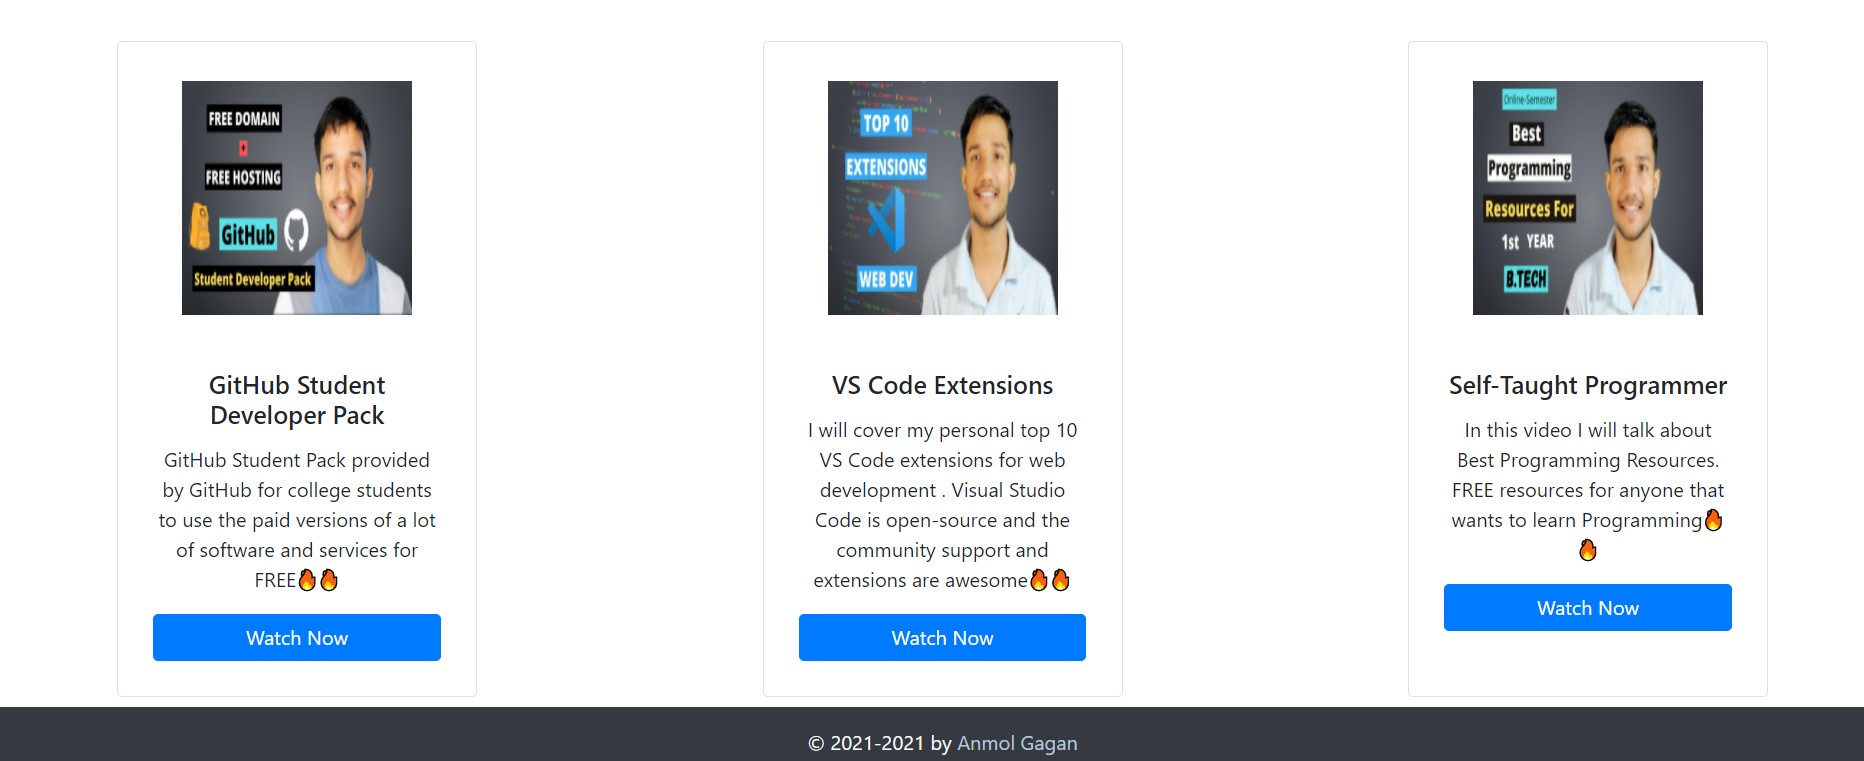 FREE DOMAIN
+
FREE HOSTING
GitHub
Student Developer Pack
GitHub Student
Developer Pack
GitHub Student Pack provided
by GitHub for college students
to use the paid versions of a lot
of software and services for
FREE🔥🔥
Watch Now
TOP 10
EXTENSIONS
WEB DEV
VS Code Extensions
I will cover my personal top 10
VS Code extensions for web
development . Visual Studio
Code is open-source and the
community support and
extensions are awesome🔥🔥
Watch Now
Online-Semester
Best
Programming
Resources For
1st YEAR
B.TECH
Self-Taught Programmer
In this video I will talk about
Best Programming Resources.
FREE resources for anyone that
wants to learn Programming🔥
🔥
Watch Now
© 2021-2021 by Anmol Gagan